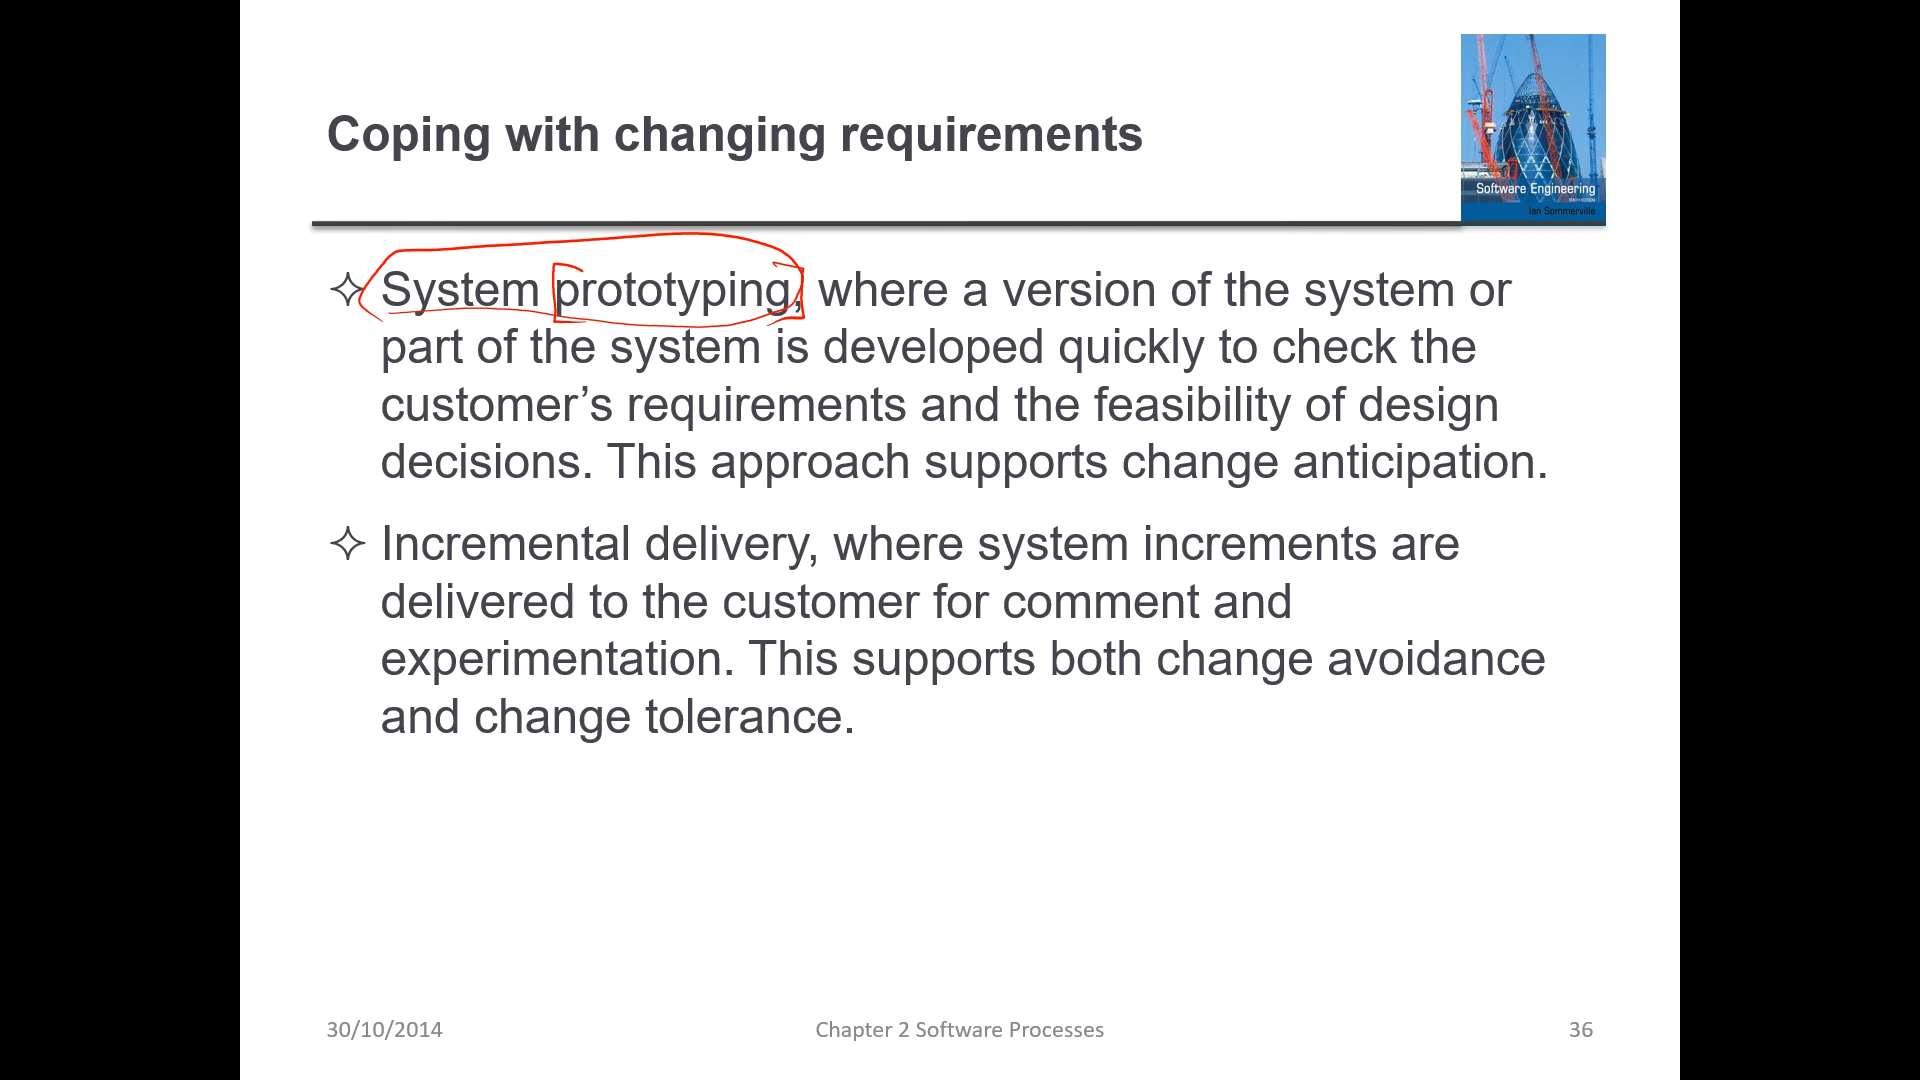 Coping with changing requirements
Software Engineering
Ian Sommerville
✧ System prototyping, where a version of the system or
part of the system is developed quickly to check the
customer’s requirements and the feasibility of design
decisions. This approach supports change anticipation.
✧ Incremental delivery, where system increments are
delivered to the customer for comment and
experimentation. This supports both change avoidance
and change tolerance.
30/10/2014
Chapter 2 Software Processes
36